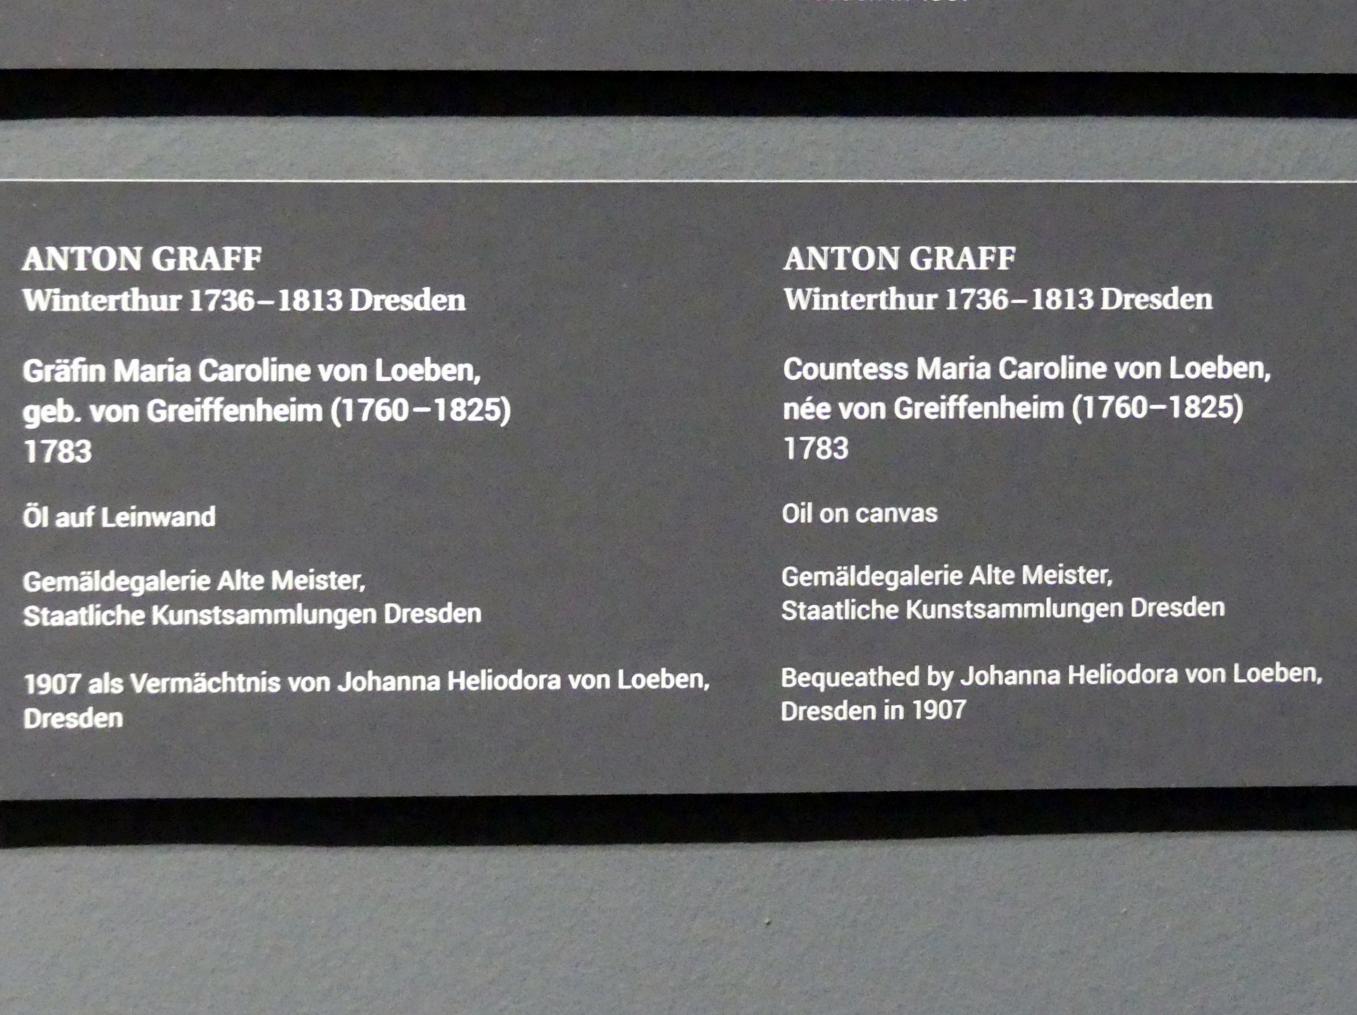 ANTON GRAFF
Winterthur 1736–1813 Dresden
Gräfin Maria Caroline von Loeben,
geb. von Greiffenheim (1760–1825)
1783
Öl auf Leinwand
Gemäldegalerie Alte Meister,
Staatliche Kunstsammlungen Dresden
1907 als Vermächtnis von Johanna Heliodora von Loeben,
Dresden
ANTON GRAFF
Winterthur 1736–1813 Dresden
Countess Maria Caroline von Loeben,
née von Greiffenheim (1760–1825)
1783
Oil on canvas
Gemäldegalerie Alte Meister,
Staatliche Kunstsammlungen Dresden
Bequeathed by Johanna Heliodora von Loeben,
Dresden in 1907